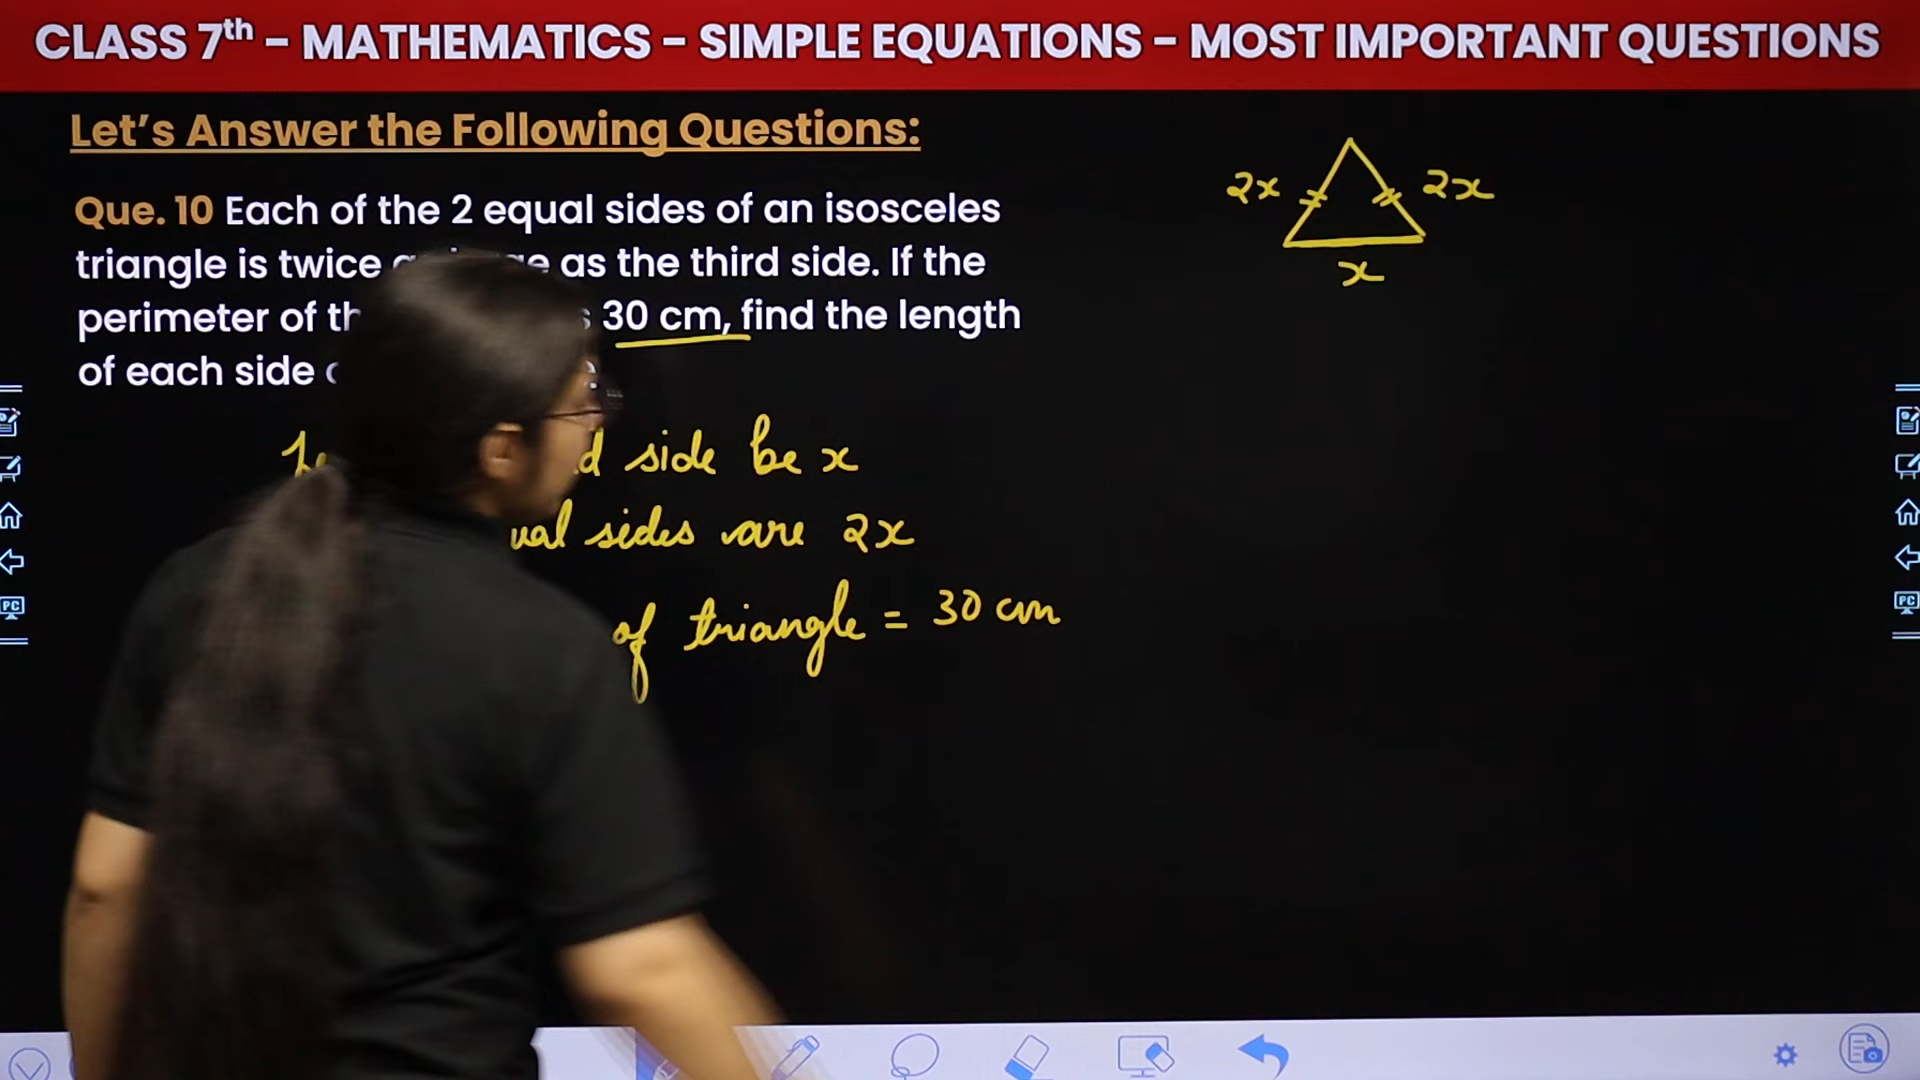 CLASS 7th - MATHEMATICS - SIMPLE EQUATIONS - MOST IMPORTANT QUESTIONS
Let's Answer the Following Questions:
Que. 10 Each of the 2 equal sides of an isosceles
triangle is twice as the third side. If the
perimeter of 30 cm, find the length
of each side
side be x
sides are 2x
of triangle = 30 cm
2x 2x
x
PC
PC